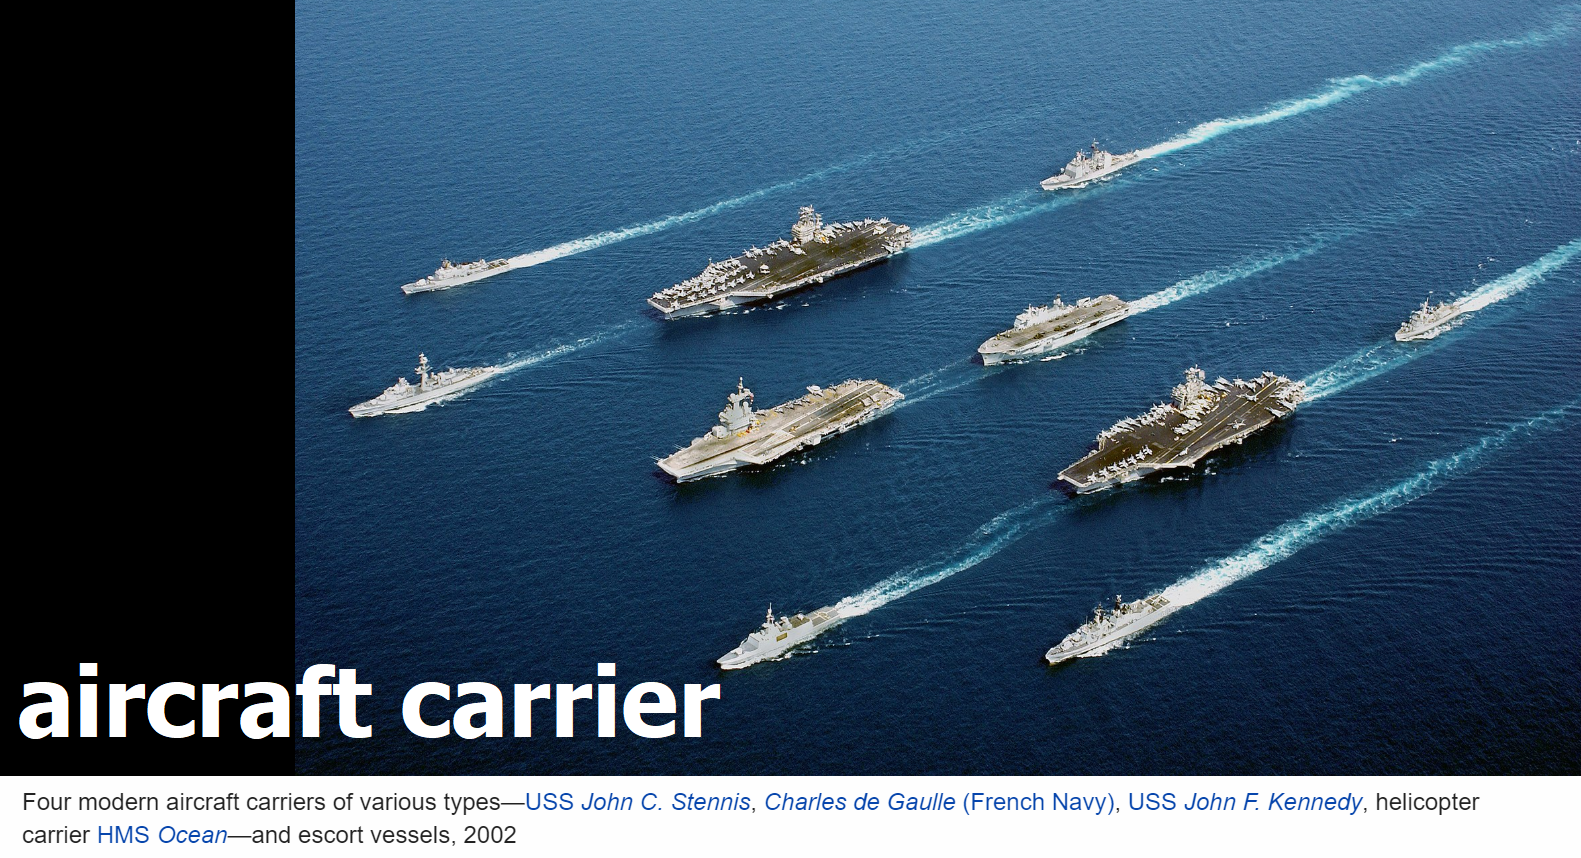 aircraft carrier
Four modern aircraft carriers of various types—USS John C. Stennis, Charles de Gaulle (French Navy), USS John F. Kennedy, helicopter
carrier HMS Ocean—and escort vessels, 2002